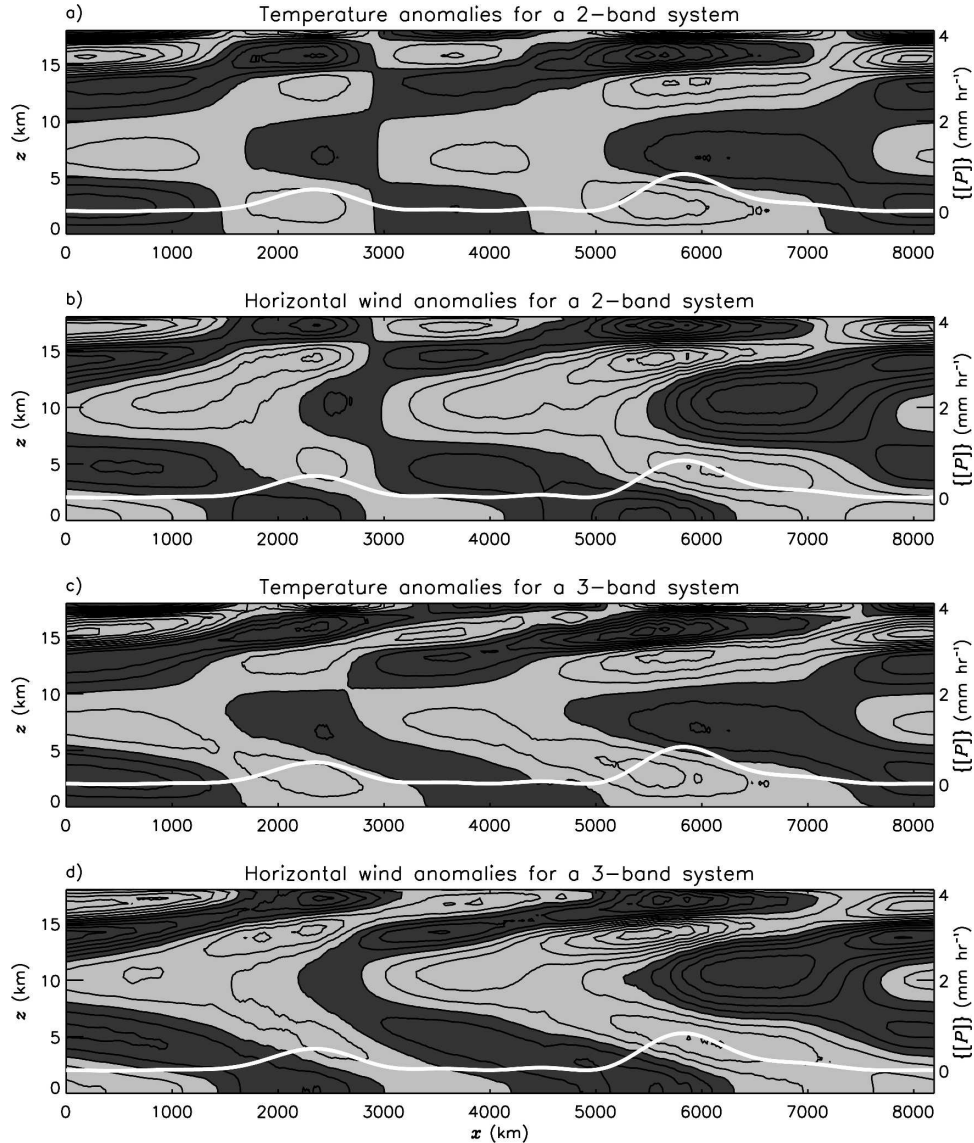 a) Temperature anomalies for a 2-band system
15
10
5
0
z (km)
4
2
0
{[P]} (mm hr⁻¹)
0 1000 2000 3000 4000 5000 6000 7000 8000
b) Horizontal wind anomalies for a 2-band system
15
10
5
0
z (km)
4
2
0
{[P]} (mm hr⁻¹)
0 1000 2000 3000 4000 5000 6000 7000 8000
c) Temperature anomalies for a 3-band system
15
10
5
0
z (km)
4
2
0
{[P]} (mm hr⁻¹)
0 1000 2000 3000 4000 5000 6000 7000 8000
d) Horizontal wind anomalies for a 3-band system
15
10
5
0
z (km)
4
2
0
{[P]} (mm hr⁻¹)
0 1000 2000 3000 4000 5000 6000 7000 8000
x (km)